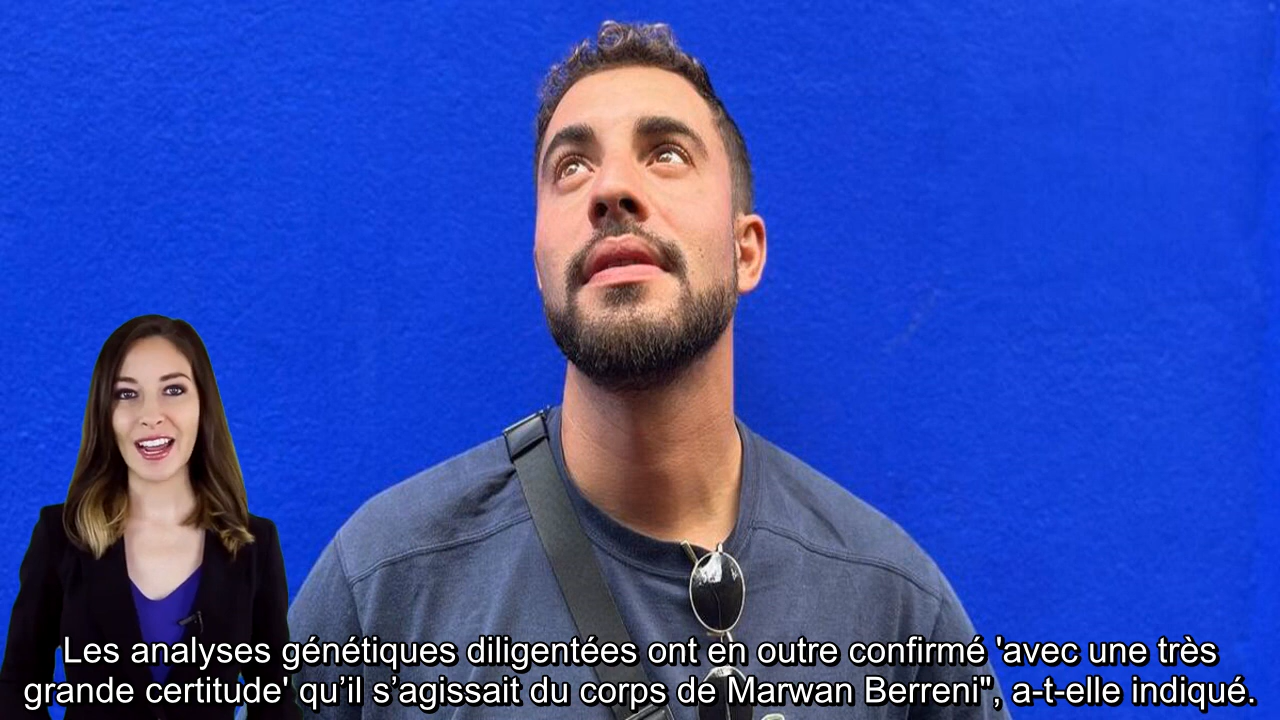 Les analyses génétiques diligentées ont en outre confirmé 'avec une très
grande certitude' qu’il s’agissait du corps de Marwan Berreni", a-t-elle indiqué.